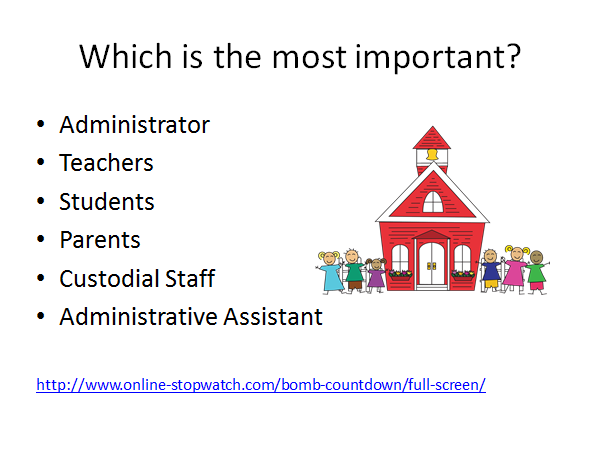 Which is the most important?
• Administrator
• Teachers
• Students
• Parents
• Custodial Staff
• Administrative Assistant
http://www.online-stopwatch.com/bomb-countdown/full-screen/